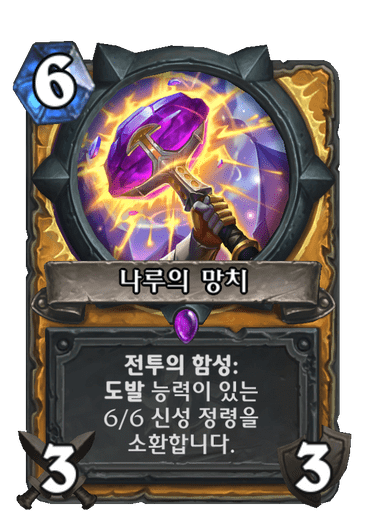 6
나루의 망치
전투의 함성:
도발 능력이 있는
6/6 신성 정령을
소환합니다.
3
3